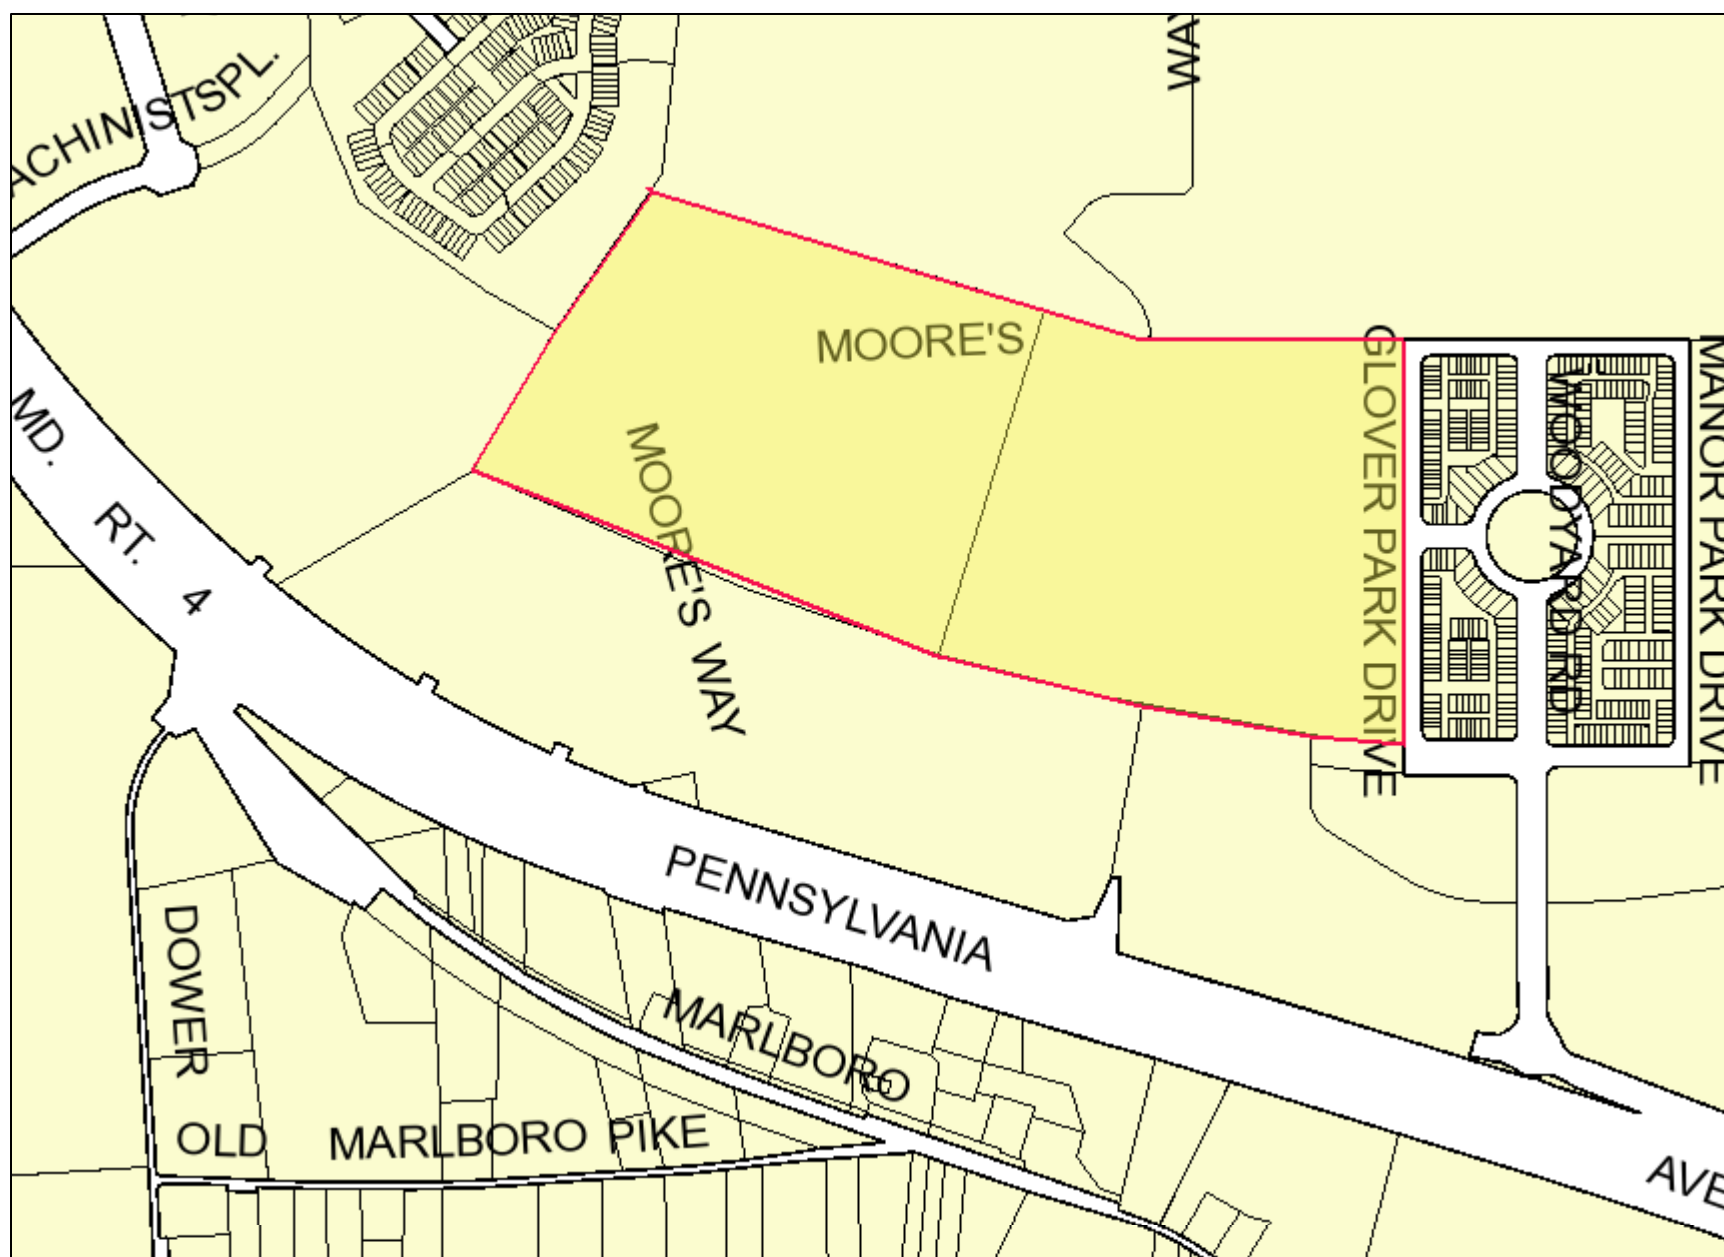 WAY
ACHINISTSPL.
MOORE'S
GLOVER PARK DRIVE
MANOR PARK DRIVE
WOODYARD RD
MD. RT. 4
MOORE'S WAY
PENNSYLVANIA
AVE
DOWER
MARLBORO
OLD MARLBORO PIKE